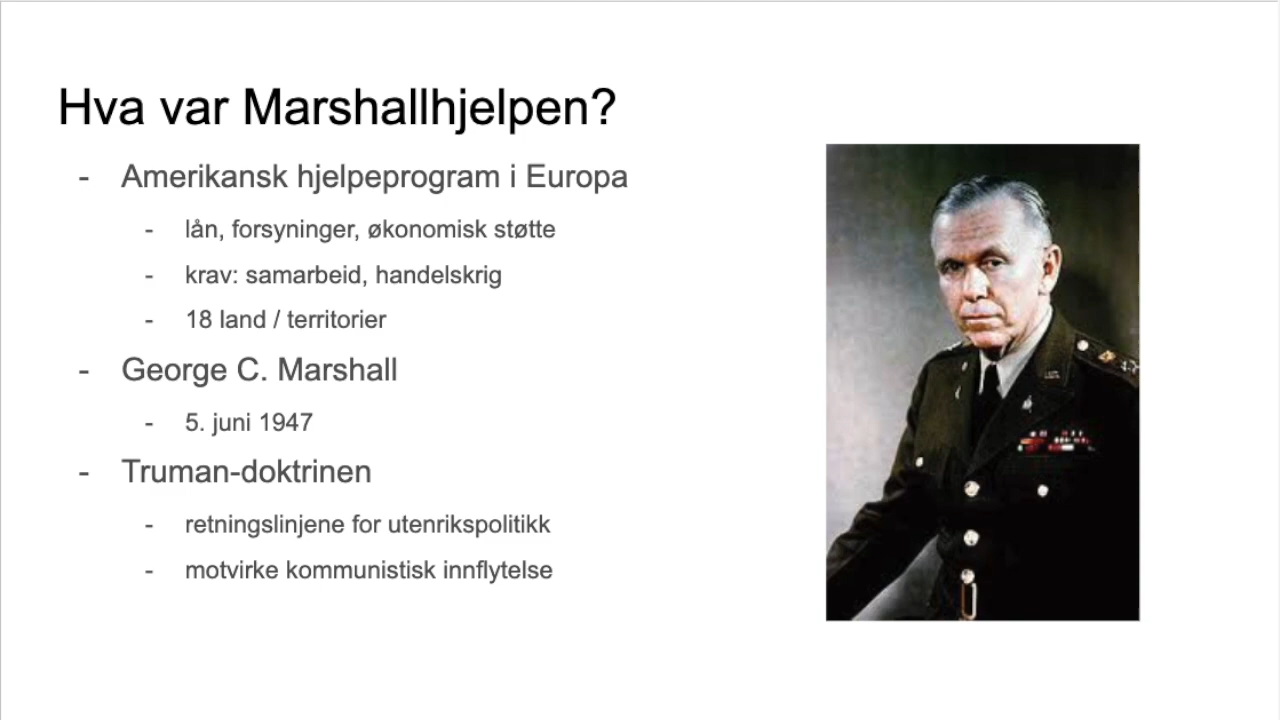 Hva var Marshallhjelpen?
- Amerikansk hjelpeprogram i Europa
- lån, forsyninger, økonomisk støtte
- krav: samarbeid, handelskrig
- 18 land / territorier
- George C. Marshall
- 5. juni 1947
- Truman-doktrinen
- retningslinjene for utenrikspolitikk
- motvirke kommunistisk innflytelse